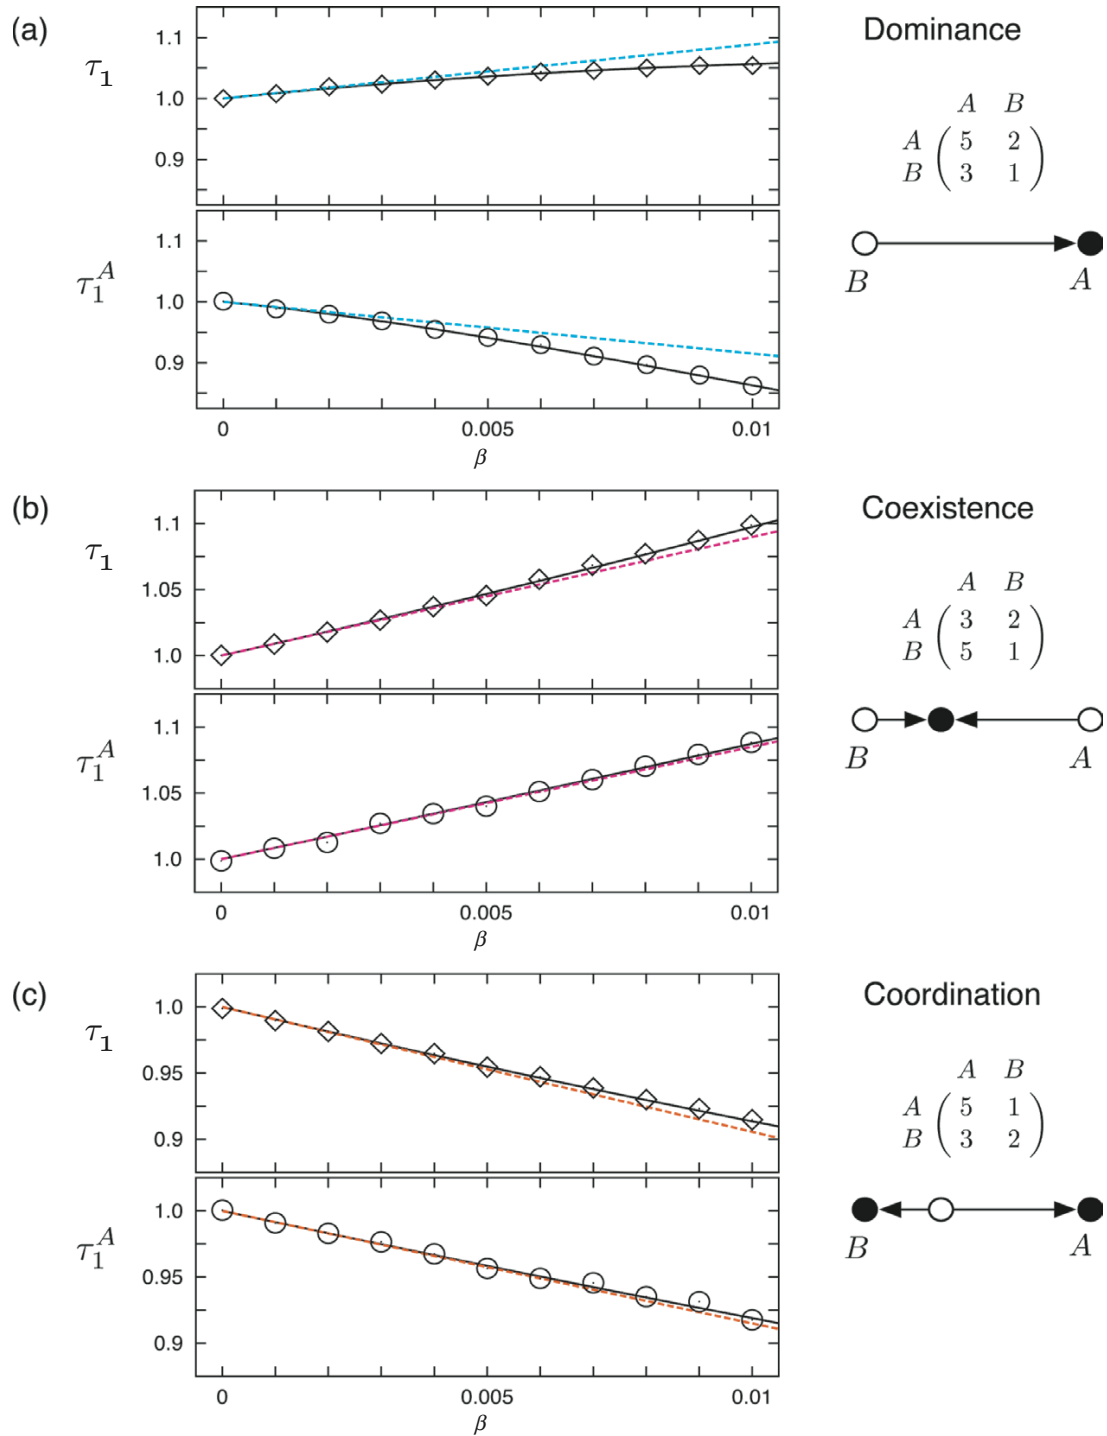 (a)
τ₁
1.1
1.0
0.9
τ₁ᴬ
1.1
1.0
0.9
0 0.005 0.01
β
Dominance
A B
A 5 2
B 3 1
B A
(b)
τ₁
1.1
1.05
1.0
τ₁ᴬ
1.1
1.05
1.0
0 0.005 0.01
β
Coexistence
A B
A 3 2
B 5 1
B A
(c)
τ₁
1.0
0.95
0.9
τ₁ᴬ
1.0
0.95
0.9
0 0.005 0.01
β
Coordination
A B
A 5 1
B 3 2
B A